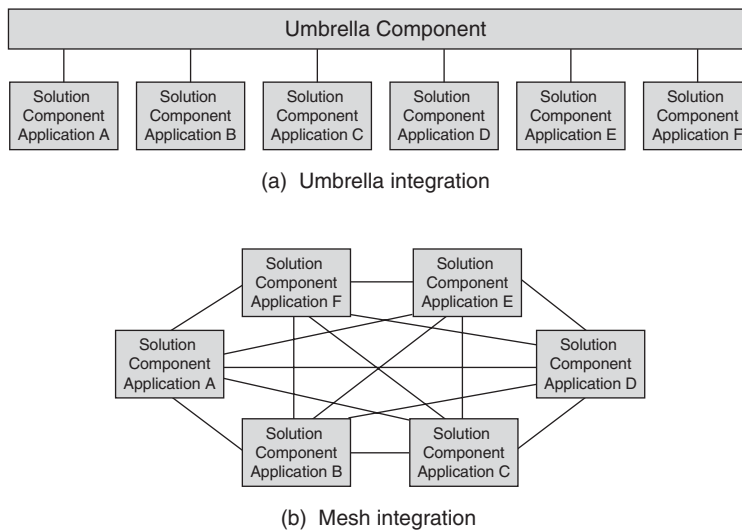 Umbrella Component
Solution
Component
Application A
Solution
Component
Application B
Solution
Component
Application C
Solution
Component
Application D
Solution
Component
Application E
Solution
Component
Application F
(a) Umbrella integration
Solution
Component
Application F
Solution
Component
Application E
Solution
Component
Application A
Solution
Component
Application D
Solution
Component
Application B
Solution
Component
Application C
(b) Mesh integration